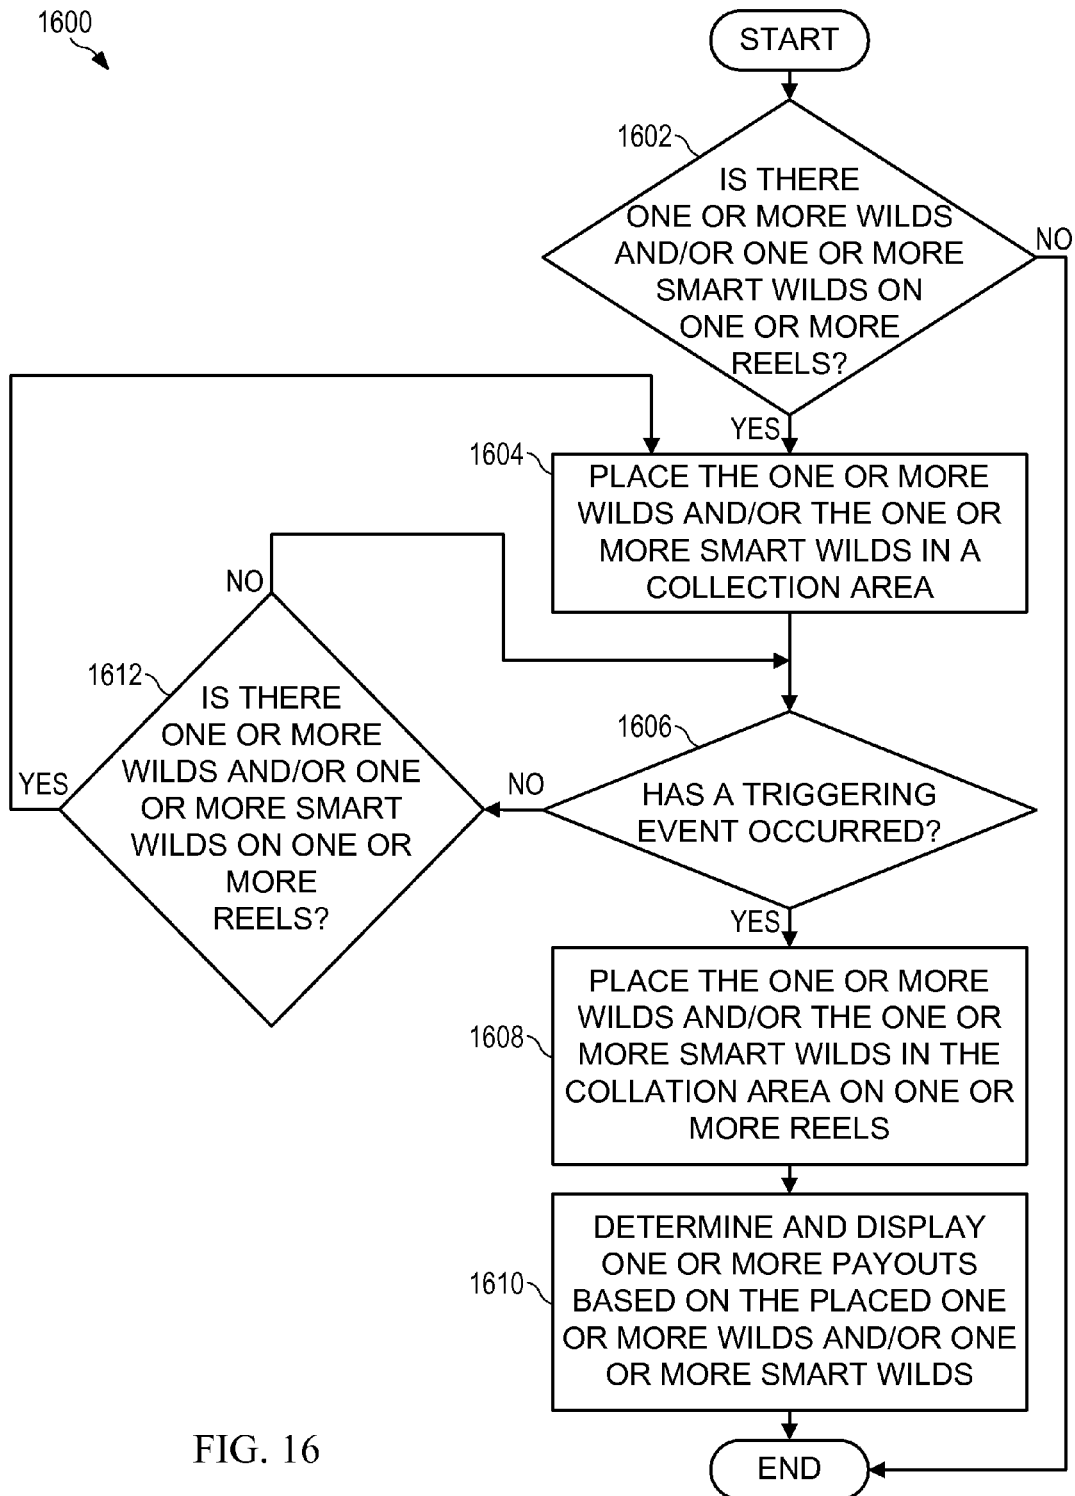 1600
START
1602
IS THERE
ONE OR MORE WILDS
AND/OR ONE OR MORE
SMART WILDS ON
ONE OR MORE
REELS?
NO
YES
1604
PLACE THE ONE OR MORE
WILDS AND/OR THE ONE OR
MORE SMART WILDS IN A
COLLECTION AREA
NO
1612
IS THERE
ONE OR MORE
WILDS AND/OR ONE
OR MORE SMART
WILDS ON ONE OR
MORE
REELS?
YES
1606
NO
HAS A TRIGGERING
EVENT OCCURRED?
YES
1608
PLACE THE ONE OR MORE
WILDS AND/OR THE ONE OR
MORE SMART WILDS IN THE
COLLATION AREA ON ONE OR
MORE REELS
1610
DETERMINE AND DISPLAY
ONE OR MORE PAYOUTS
BASED ON THE PLACED ONE
OR MORE WILDS AND/OR ONE
OR MORE SMART WILDS
END
FIG. 16